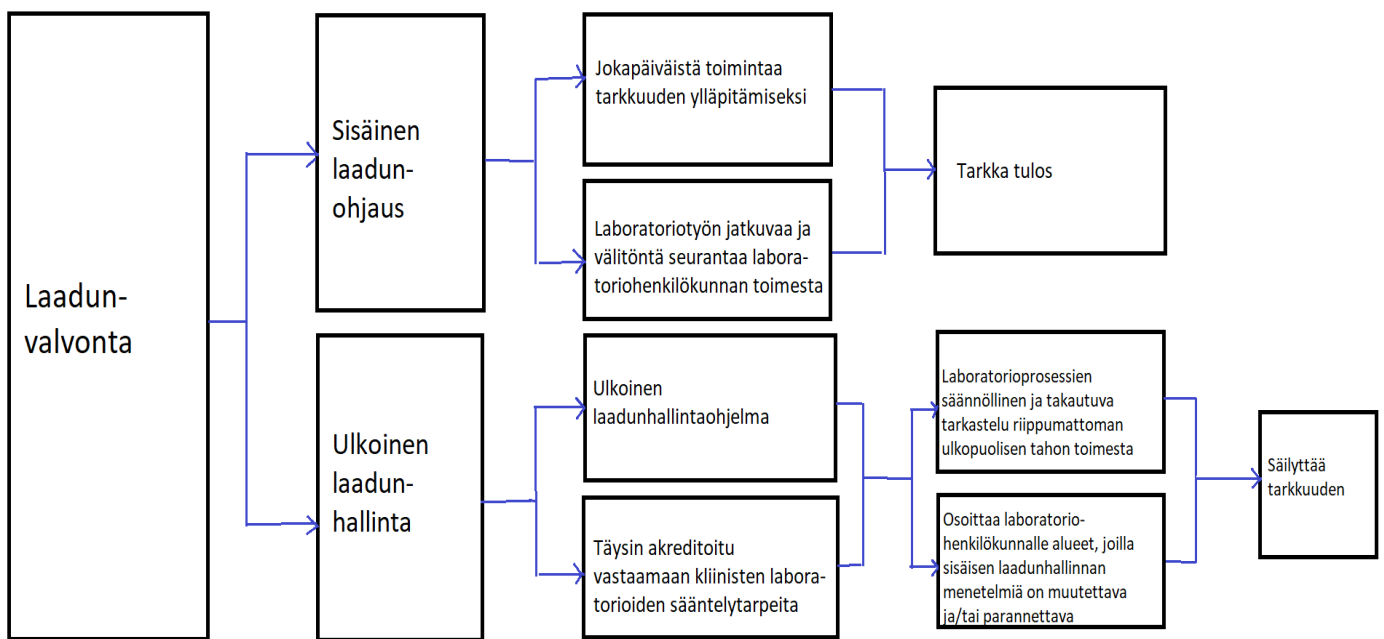 Laadun-
valvonta
Sisäinen
laadun-
ohjaus
Jokapäiväistä toimintaa
tarkkuuden ylläpitämiseksi
Laboratoriotyön jatkuvaa ja
välitöntä seurantaa labora-
toriohenkilökunnan toimesta
Tarkka tulos
Ulkoinen
laadun-
hallinta
Ulkoinen
laadunhallintaohjelma
Täysin akreditoitu
vastaamaan kliinisten labora-
torioiden sääntelytarpeita
Laboratorioprosessien
säännöllinen ja takautuva
tarkastelu riippumattoman
ulkopuolisen tahon toimesta
Osoittaa laboratorio-
henkilökunnalle alueet, joilla
sisäisen laadunhallinnan
menetelmiä on muutettava
ja/tai parannettava
Säilyttää
tarkkuuden